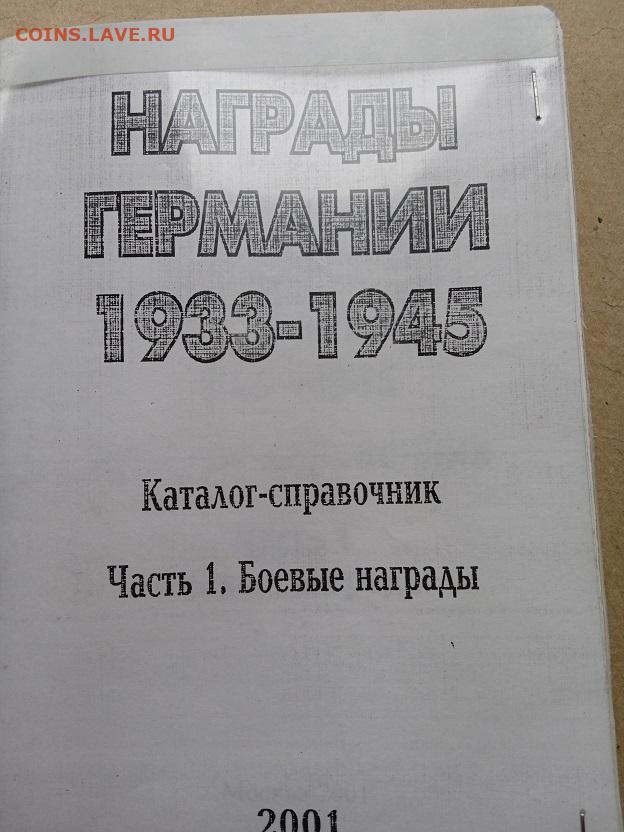 COINS.LAVE.RU
НАГРАДЫ
ГЕРМАНИИ
1933-1945
Каталог-справочник
Часть 1. Боевые награды
2001